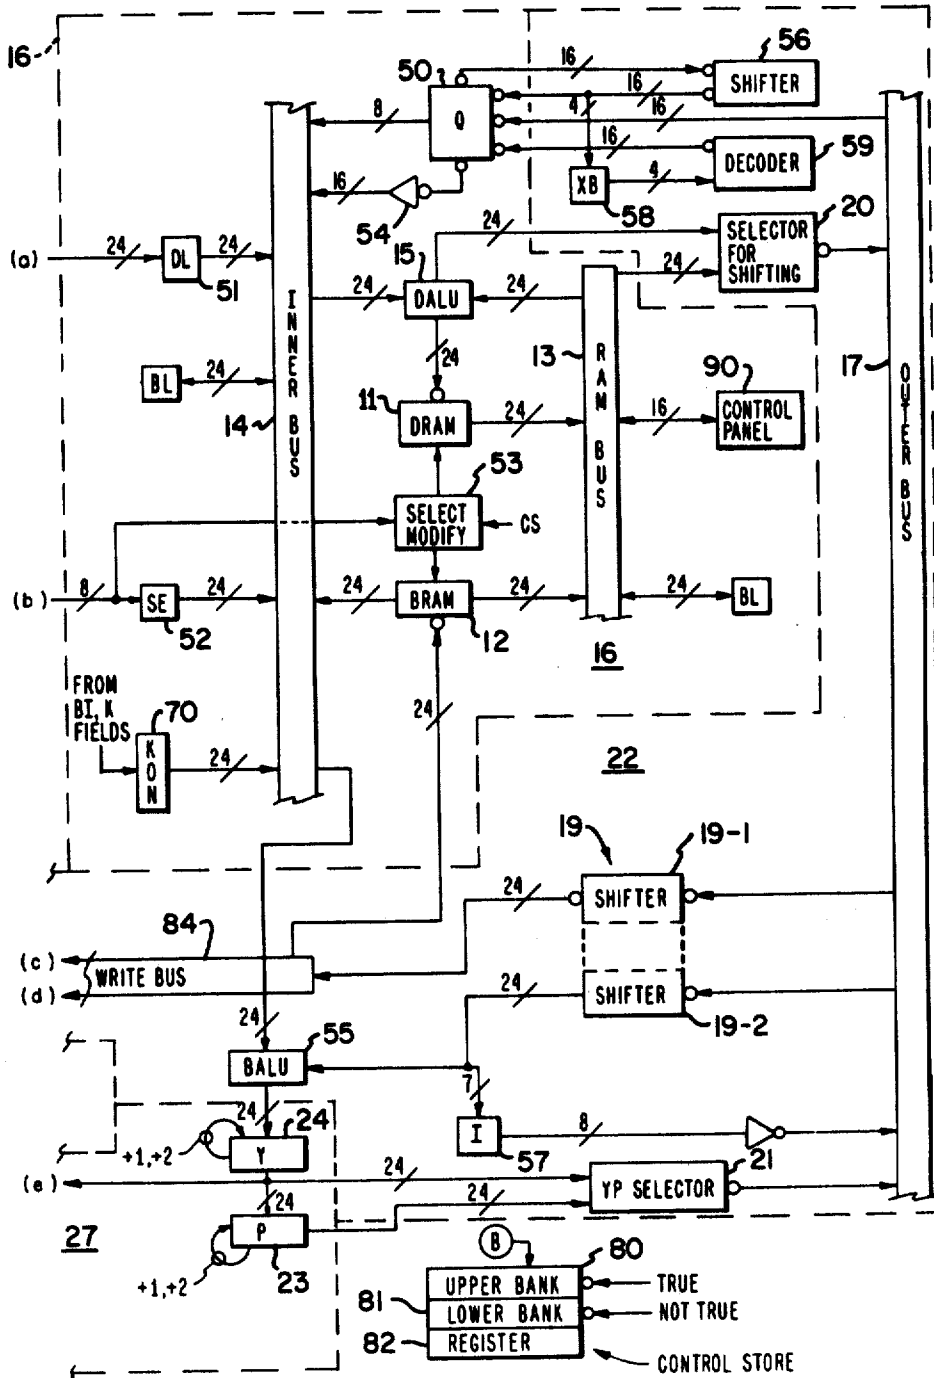 16
50
16
56
SHIFTER
8
Q
4
16
16
16
DECODER
59
16
54
XB
4
58
(a)
24
DL
24
51
24
SELECTOR
FOR
SHIFTING
20
15
24
DALU
24
24
INNER BUS
14
24
13
RAM BUS
17
OUTER BUS
BL
24
11
DRAM
24
90
16
CONTROL
PANEL
53
SELECT
MODIFY
CS
(b)
8
SE
24
52
24
BRAM
24
12
24
BL
16
FROM
BI, K
FIELDS
70
KON
24
24
22
19
19-1
24
SHIFTER
84
(c)
WRITE BUS
(d)
24
SHIFTER
19-2
24
55
BALU
7
24
24
Y
+1,+2
I
57
8
21
(e)
24
24
YP SELECTOR
24
P
23
+1,+2
27
B
80
UPPER BANK
TRUE
81
LOWER BANK
NOT TRUE
82
REGISTER
CONTROL STORE